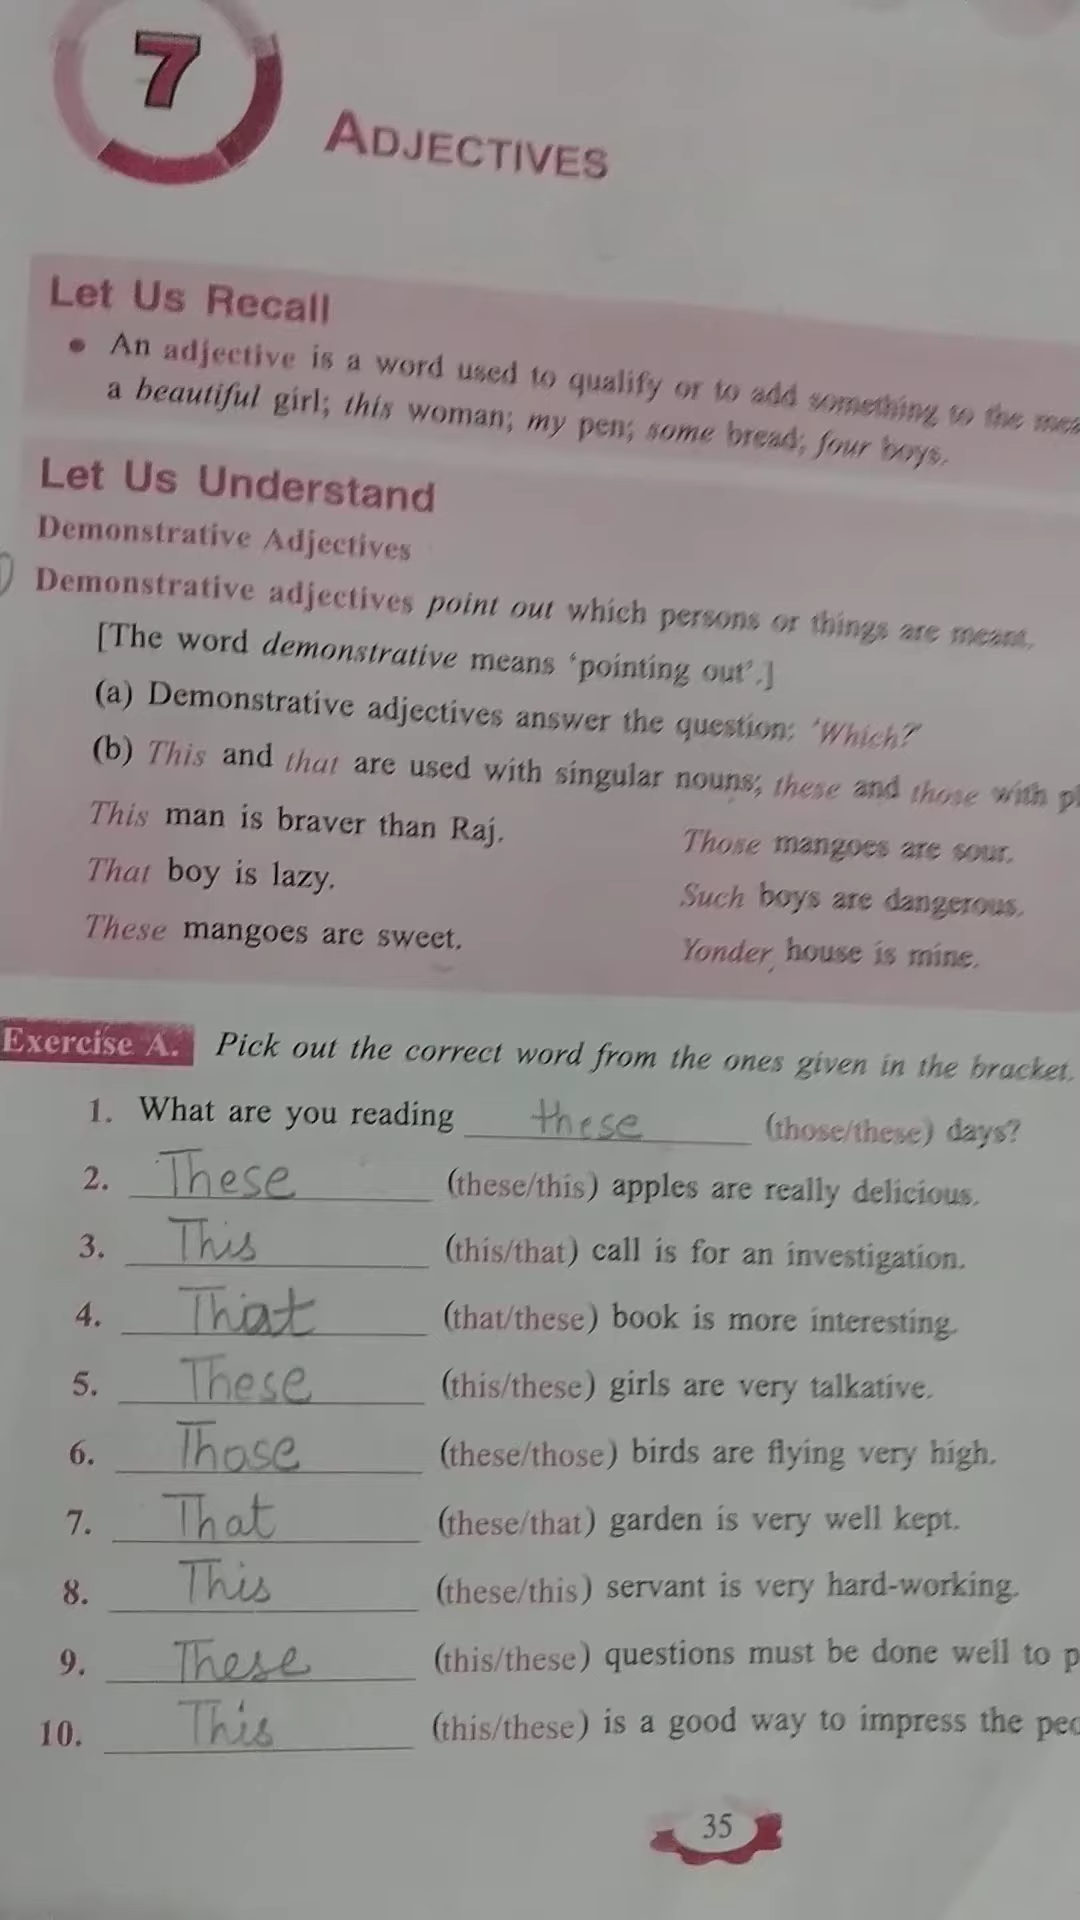 7
ADJECTIVES
Let Us Recall
• An adjective is a word used to qualify or to add something to the
a beautiful girl; this woman; my pen; some bread; four boys.
Let Us Understand
Demonstrative Adjectives
Demonstrative adjectives point out which persons or things are meant.
[The word demonstrative means ‘pointing out’.]
(a) Demonstrative adjectives answer the question: ‘Which?’
(b) This and that are used with singular nouns; these and those with
This man is braver than Raj. Those mangoes are sour.
That boy is lazy. Such boys are dangerous.
These mangoes are sweet. Yonder house is mine.
Exercise A. Pick out the correct word from the ones given in the bracket.
1. What are you reading these (those/these) days?
2. These (these/this) apples are really delicious.
3. This (this/that) call is for an investigation.
4. That (that/these) book is more interesting.
5. These (this/these) girls are very talkative.
6. Those (these/those) birds are flying very high.
7. That (these/that) garden is very well kept.
8. This (these/this) servant is very hard-working.
9. These (this/these) questions must be done well to
10. This (this/these) is a good way to impress the
35